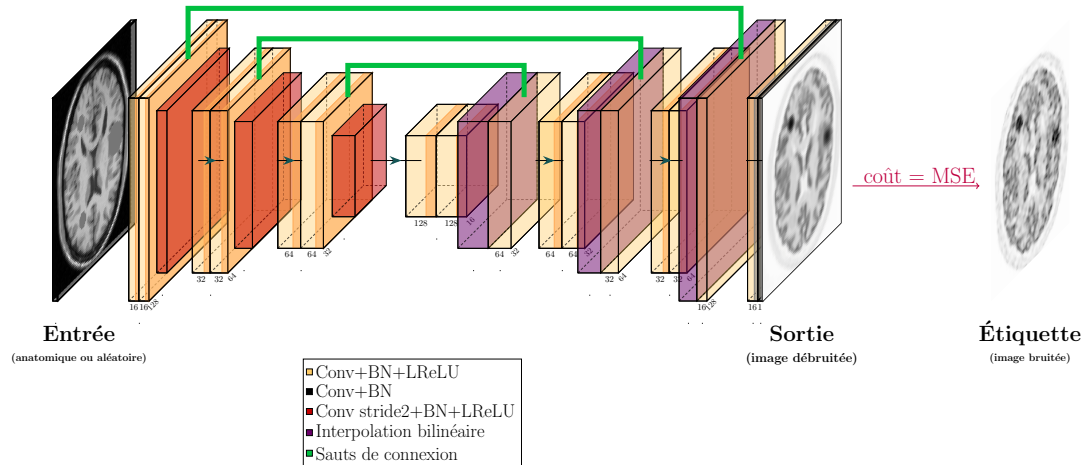 16 16 128
32 32 64
64 64 32
128 128 16
64 32
64 64 32
32 64
32 32 64
16 128
16 1
coût = MSE
Entrée
(anatomique ou aléatoire)
Sortie
(image débruitée)
Étiquette
(image bruitée)
Conv+BN+LReLU
Conv+BN
Conv stride2+BN+LReLU
Interpolation bilinéaire
Sauts de connexion